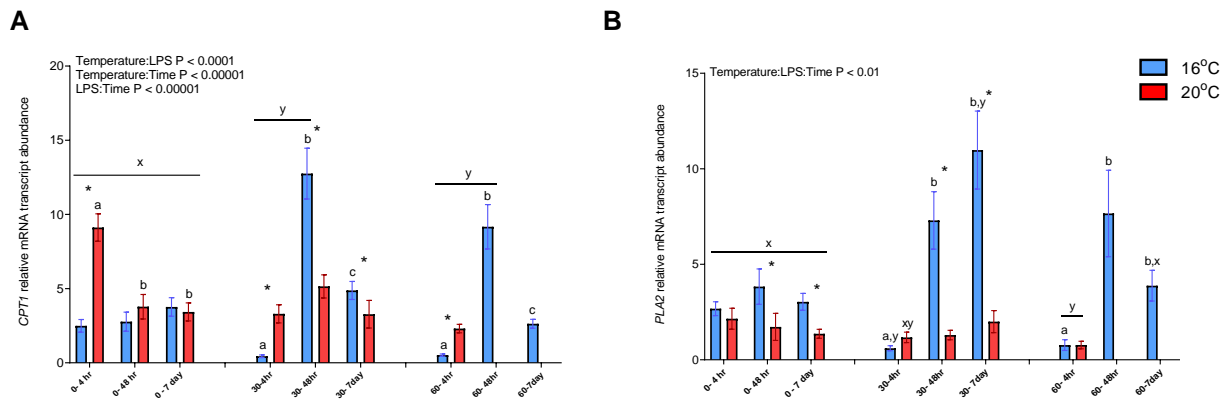 A
B
Temperature:LPS P < 0.0001
Temperature:Time P < 0.00001
LPS:Time P < 0.00001
CPT1 relative mRNA transcript abundance
20
15
10
5
0
x
*
a
b
b
y
*
a
b
*
c
*
y
*
a
b
c
0- 4 hr
0- 48 hr
0 - 7 day
30-4hr
30- 48hr
30-7day
60-4hr
60-48hr
60-7day
Temperature:LPS:Time P < 0.01
PLA2 relative mRNA transcript abundance
15
10
5
0
x
*
*
a,y
xy
b
*
b,y
*
y
a
b
b,x
0- 4 hr
0- 48 hr
0- 7 day
30-4hr
30- 48hr
30-7day
60- 4hr
60-48hr
60-7day
16°C
20°C